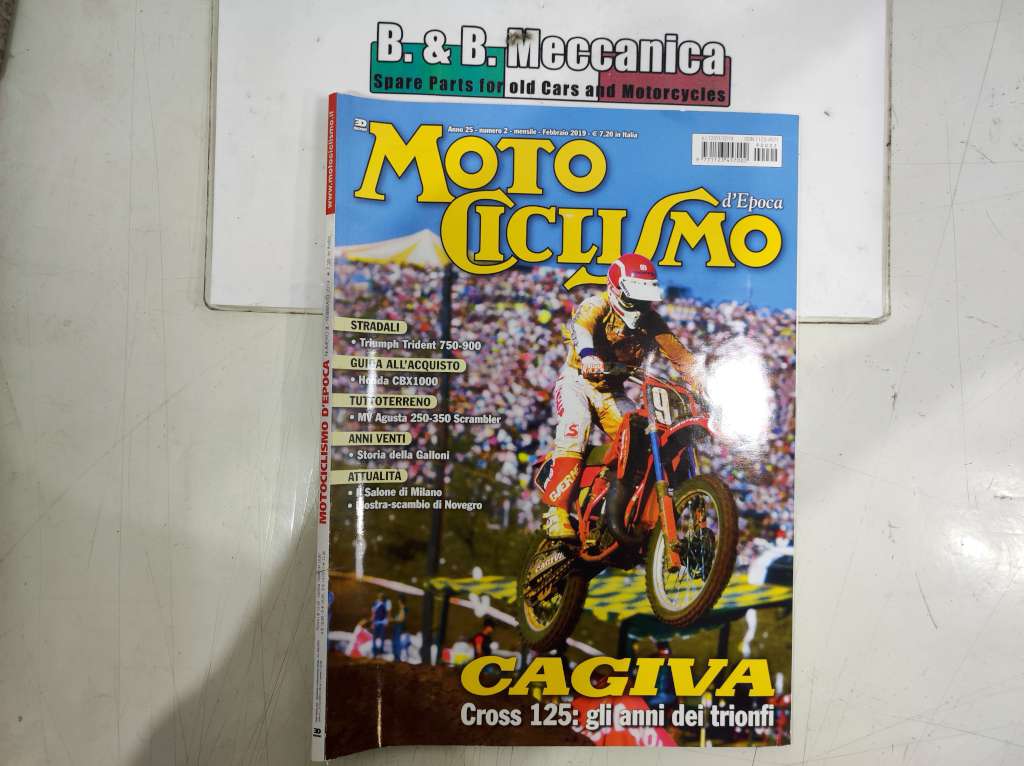 B. & B. Meccanica
Spare Parts for old Cars and Motorcycles
www.motociclismo.it
Anno 25 - numero 2 - mensile - Febbraio 2019 - € 7,20 in Italia
MOTO
CICLISMO
d'Epoca
STRADALI
• Triumph Trident 750-900
GUIDA ALL'ACQUISTO
• Honda CBX1000
TUTTOTERRENO
• MV Agusta 250-350 Scrambler
ANNI VENTI
• Storia della Galloni
ATTUALITÀ
• Il Salone di Milano
• Mostra-scambio di Novegro
MOTOCICLISMO D'EPOCA
9
GAERNE
CAGIVA
CAGIVA
Cross 125: gli anni dei trionfi